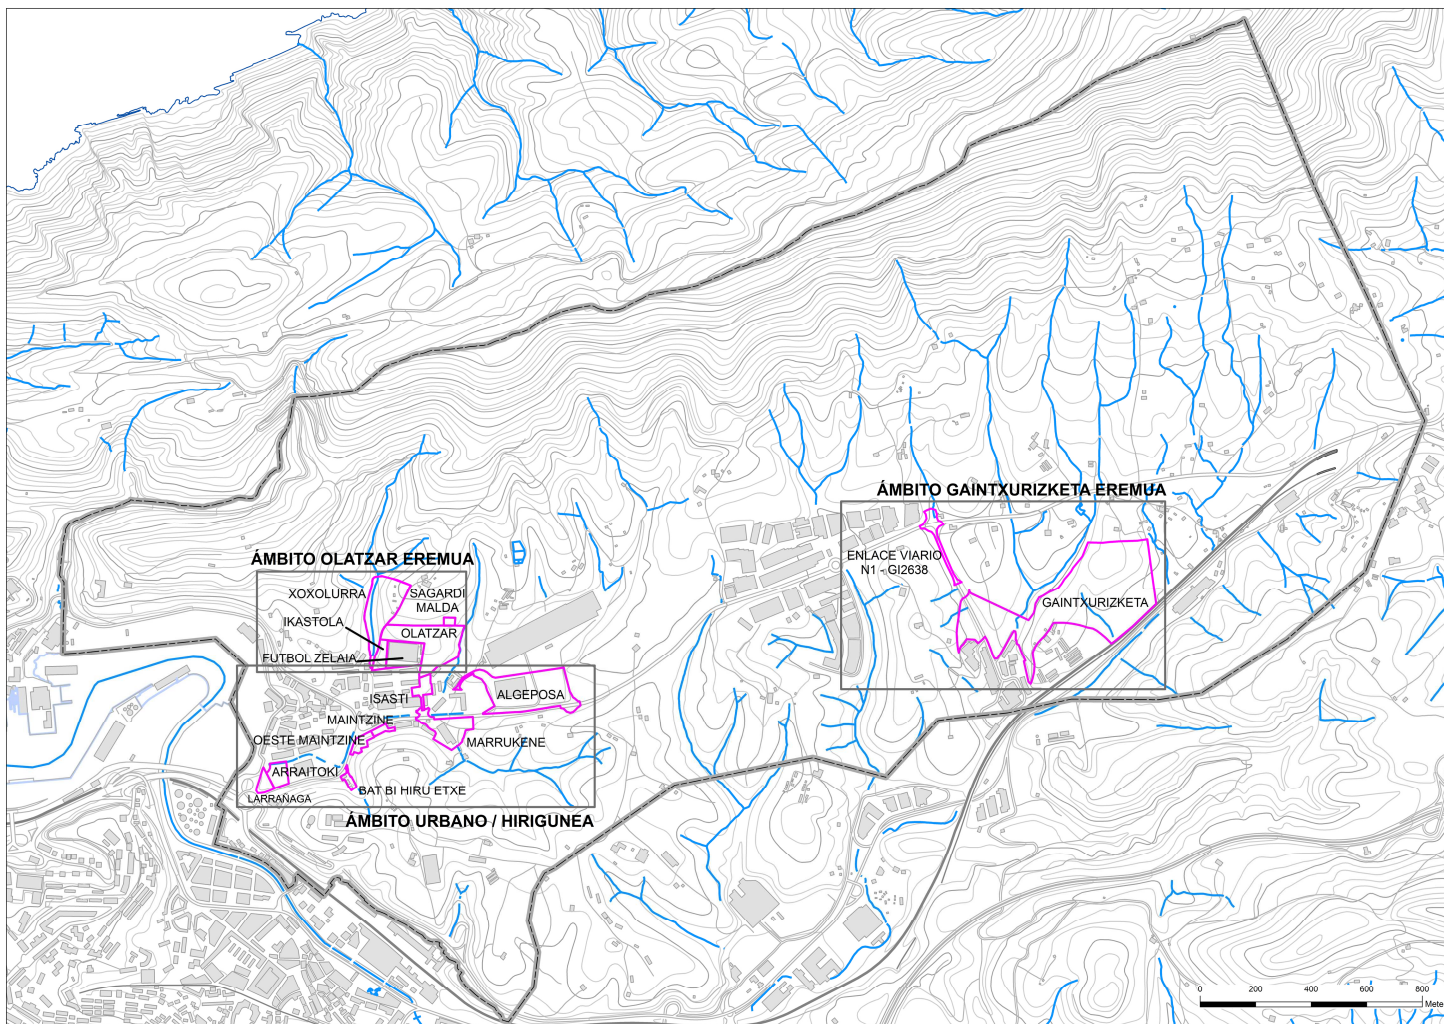 ÁMBITO GAINTXURIZKETA EREMUA
ENLACE VIARIO
N1 - GI2638
GAINTXURIZKETA
ÁMBITO OLATZAR EREMUA
XOXOLURRA
SAGARDI
MALDA
IKASTOLA
OLATZAR
FUTBOL ZELAIA
ISASTI
ALGEPOSA
MAINTZINE
OESTE MAINTZINE
MARRUKENE
ARRAITOKI
BAT BI HIRU ETXE
LARRAÑAGA
ÁMBITO URBANO / HIRIGUNEA
0 200 400 600 800
Mete